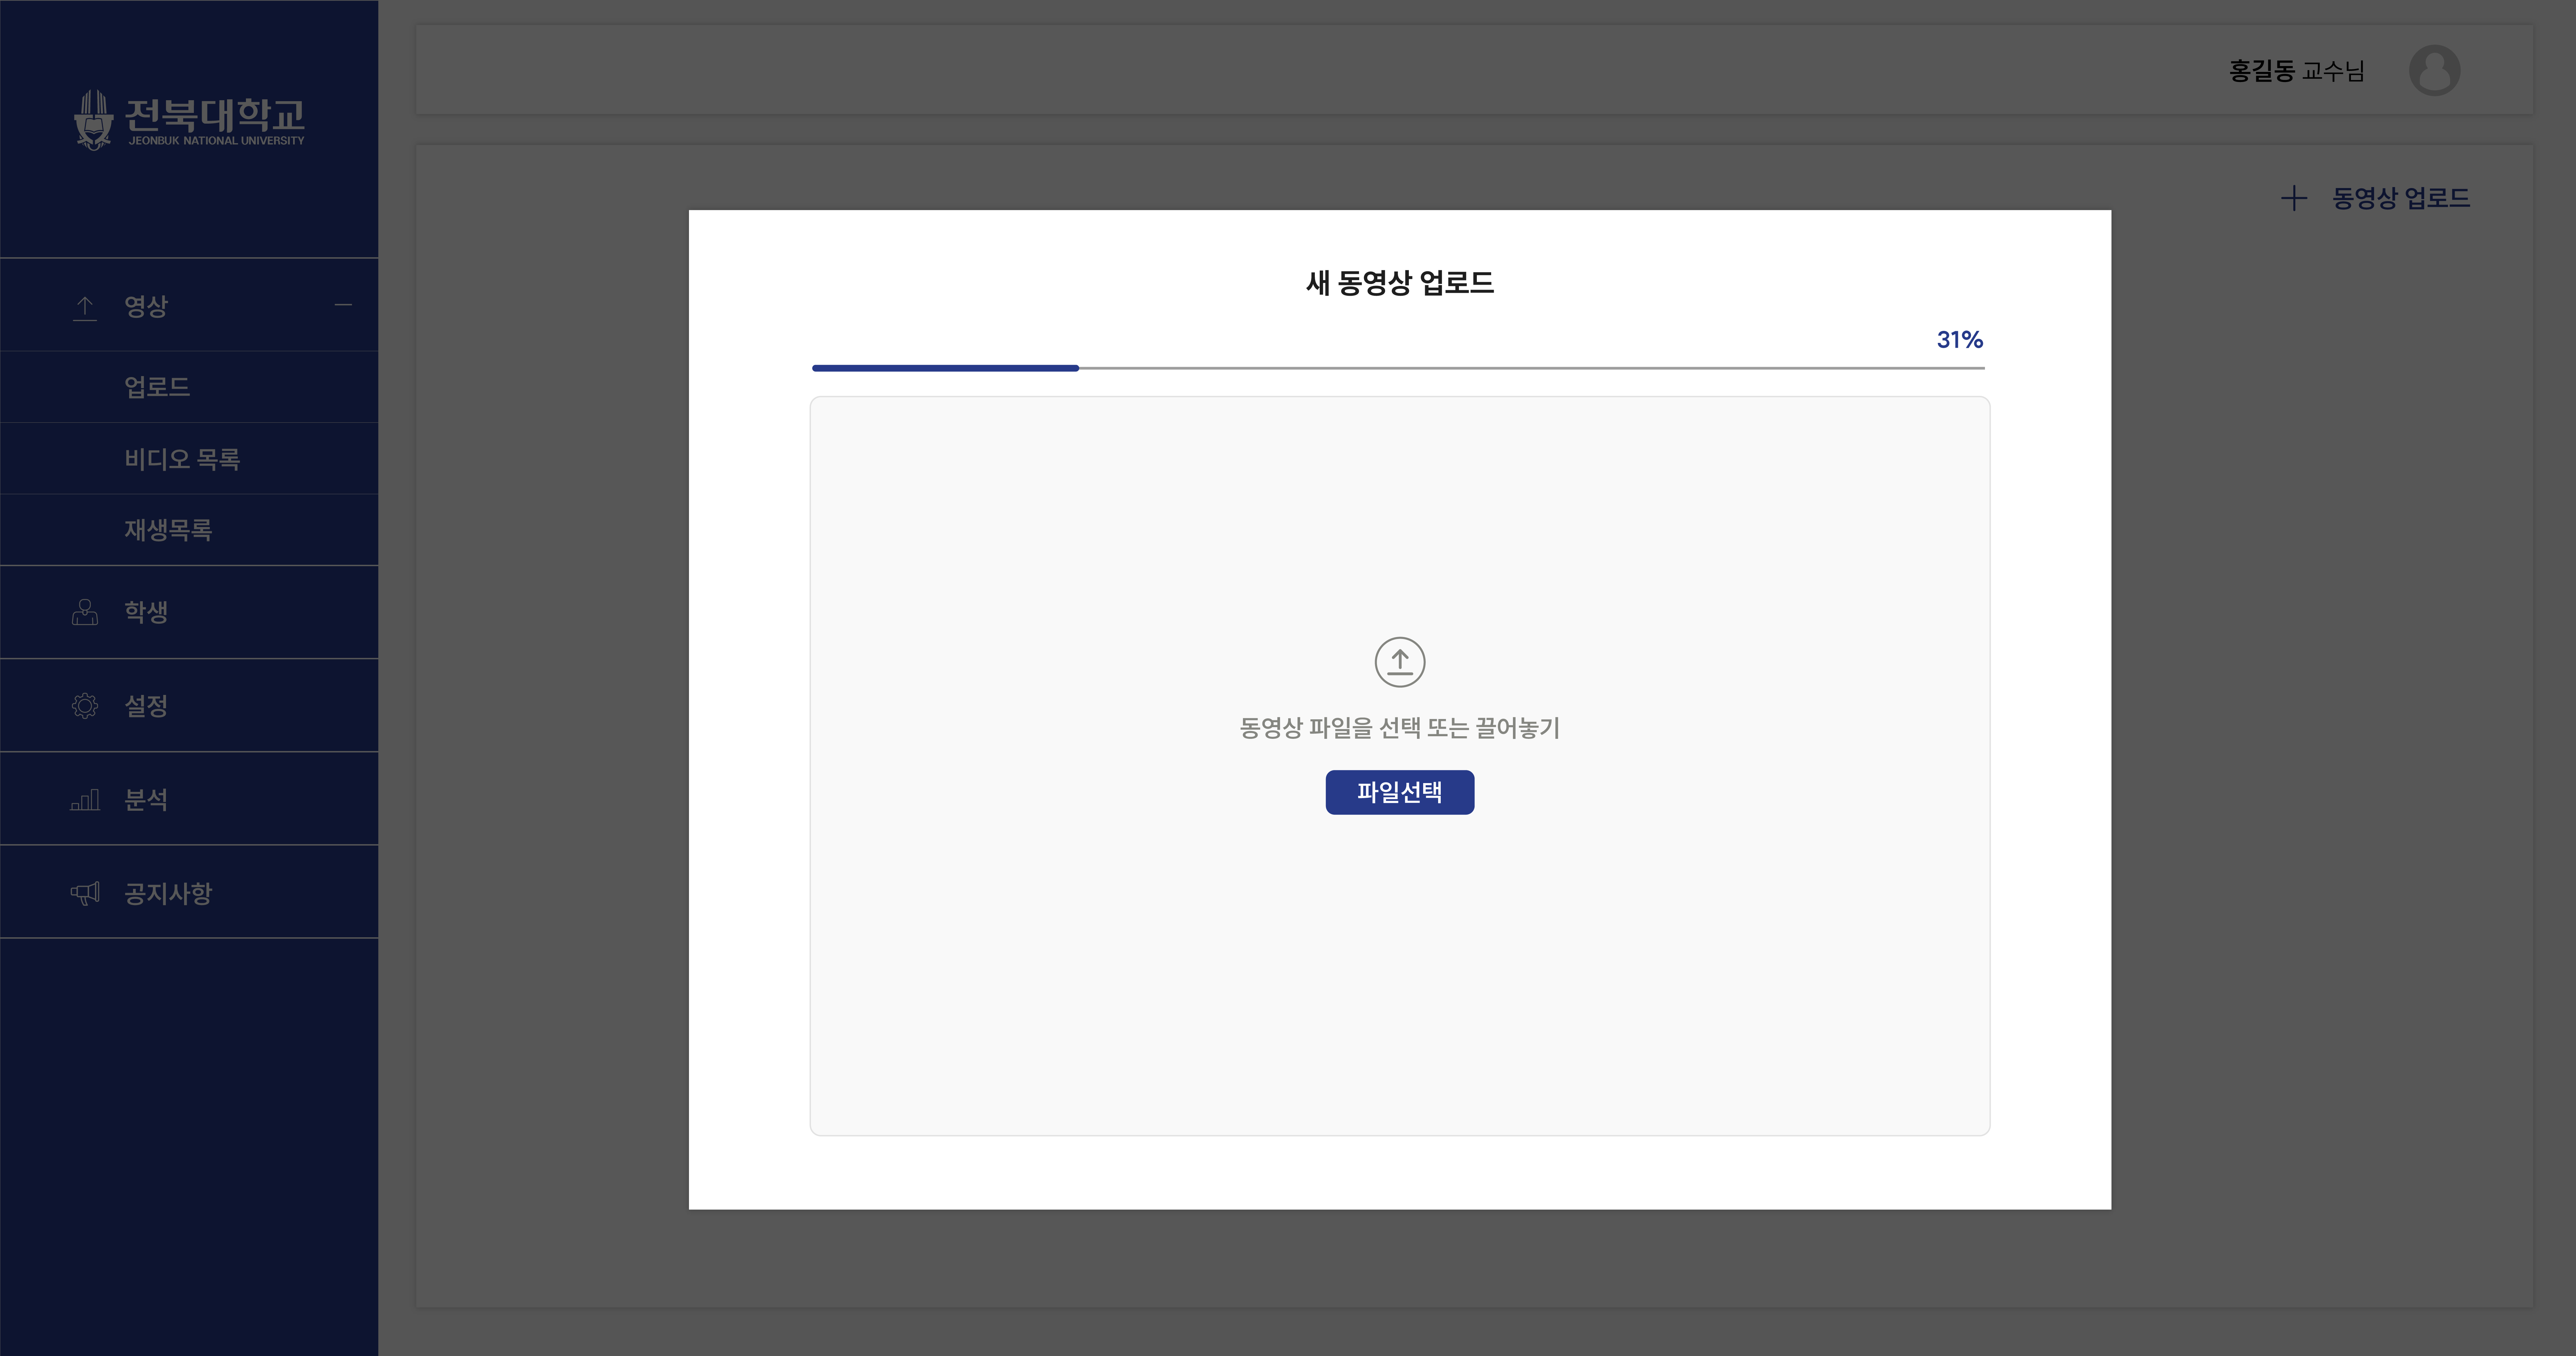 전북대학교
JEONBUK NATIONAL UNIVERSITY
영상
업로드
비디오 목록
재생목록
학생
설정
분석
공지사항
홍길동 교수님
동영상 업로드
새 동영상 업로드
31%
동영상 파일을 선택 또는 끌어놓기
파일선택